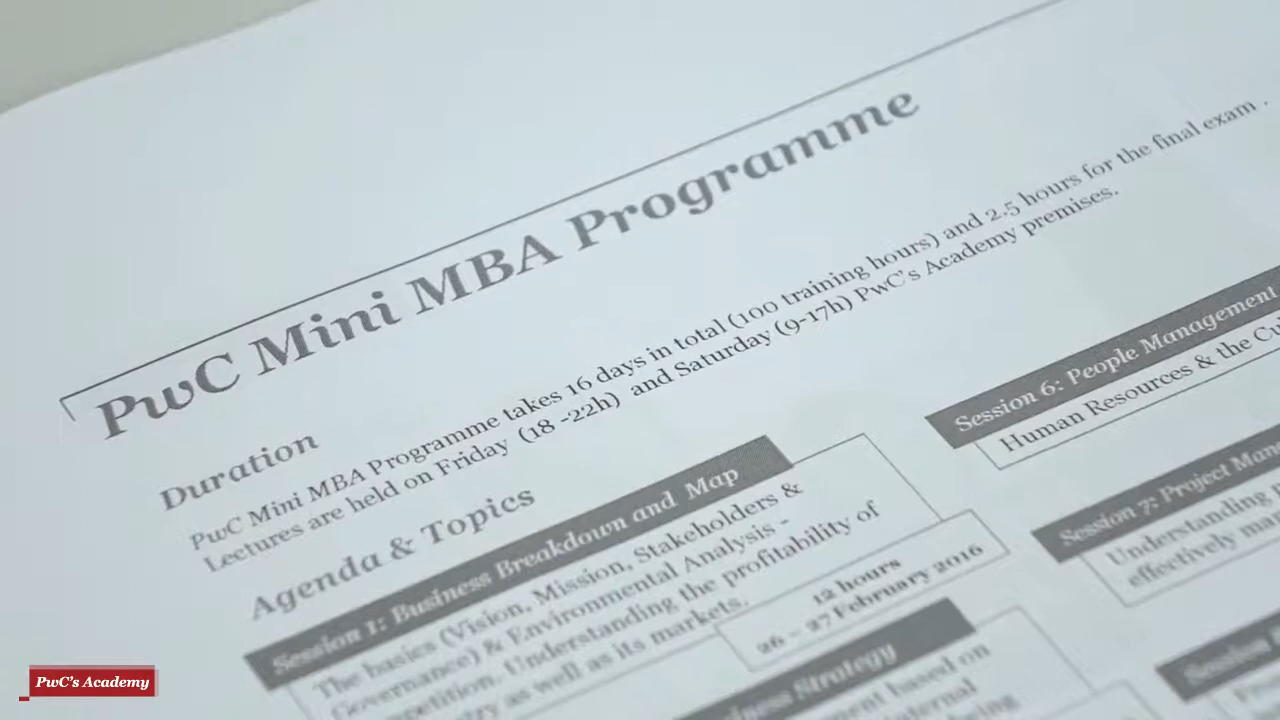 PwC Mini MBA Programme
Duration
PwC Mini MBA Programme takes 16 days in total (100 training hours) and 2.5 hours for the final exam .
Lectures are held on Friday (18 -22h) and Saturday (9-17h) PwC's Academy premises.
Agenda & Topics
Session 1: Business Breakdown and Map
The basics (Vision, Mission, Stakeholders &
Governance) & Environmental Analysis -
Understanding the profitability of
as well as its markets.
12 hours
26 – 27 February 2016
Strategy
based on
Session 6: People Management
Human Resources & the
Session 7: Project
Understanding
effectively
Session
PwC's Academy